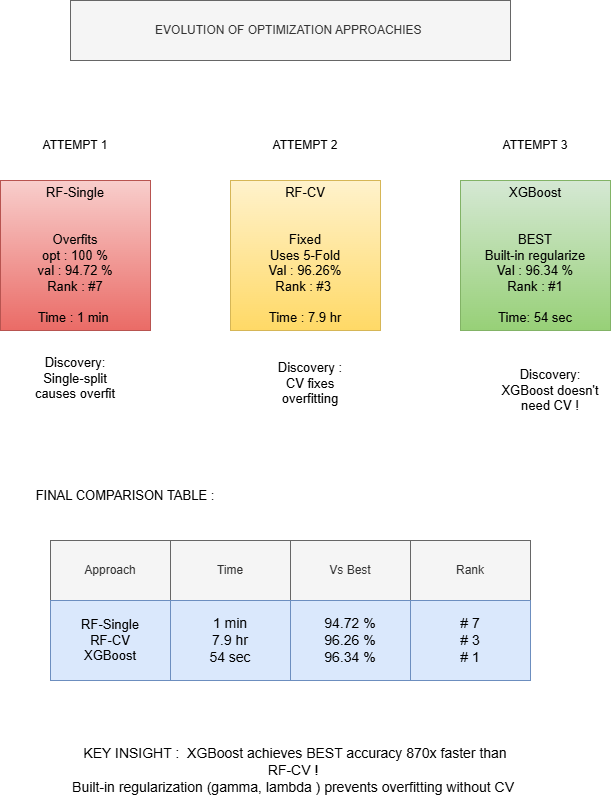 EVOLUTION OF OPTIMIZATION APPROACHIES
ATTEMPT 1
ATTEMPT 2
ATTEMPT 3
RF-Single
Overfits
opt : 100 %
val : 94.72 %
Rank : #7
Time : 1 min
RF-CV
Fixed
Uses 5-Fold
Val : 96.26%
Rank : #3
Time : 7.9 hr
XGBoost
BEST
Built-in regularize
Val : 96.34 %
Rank : #1
Time: 54 sec
Discovery:
Single-split
causes overfit
Discovery :
CV fixes
overfitting
Discovery:
XGBoost doesn't
need CV !
FINAL COMPARISON TABLE :
Approach Time Vs Best Rank
RF-Single 1 min 94.72 % # 7
RF-CV 7.9 hr 96.26 % # 3
XGBoost 54 sec 96.34 % # 1
KEY INSIGHT : XGBoost achieves BEST accuracy 870x faster than
RF-CV !
Built-in regularization (gamma, lambda ) prevents overfitting without CV